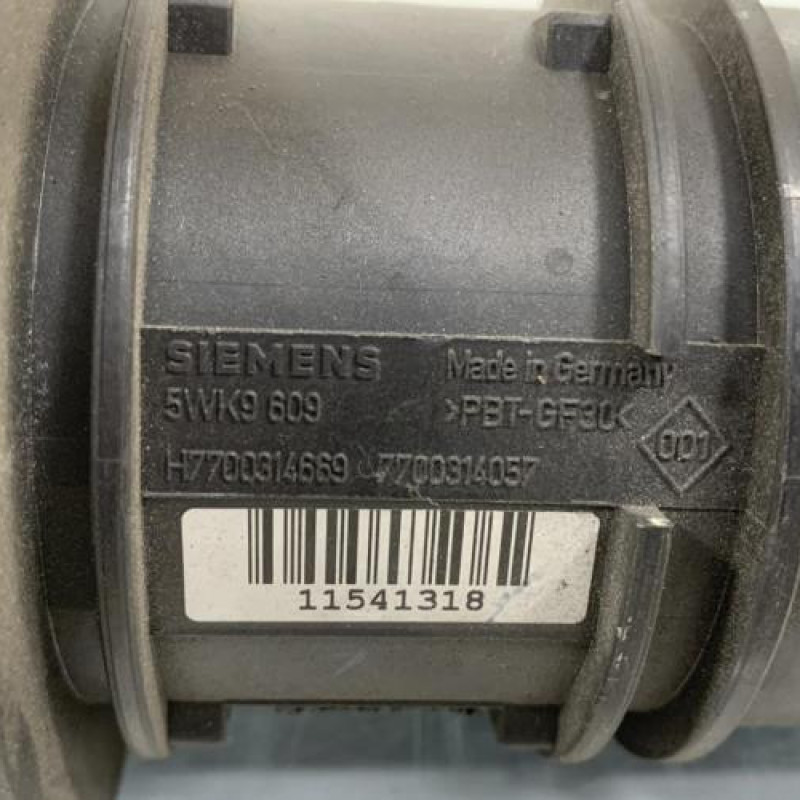 SIEMENS Made in Germany
5WK9 609 >PBT-GF30<
001
H7700314669 7700314057
11541318